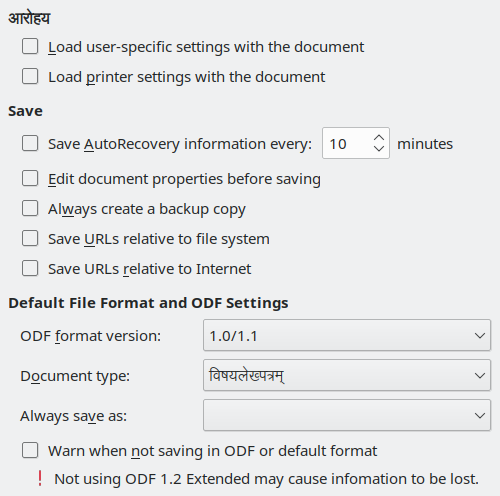 आरोहय
Load user-specific settings with the document
Load printer settings with the document
Save
Save AutoRecovery information every: 10 minutes
Edit document properties before saving
Always create a backup copy
Save URLs relative to file system
Save URLs relative to Internet
Default File Format and ODF Settings
ODF format version: 1.0/1.1
Document type: विषयलेख्पत्रम्
Always save as:
Warn when not saving in ODF or default format
! Not using ODF 1.2 Extended may cause infomation to be lost.